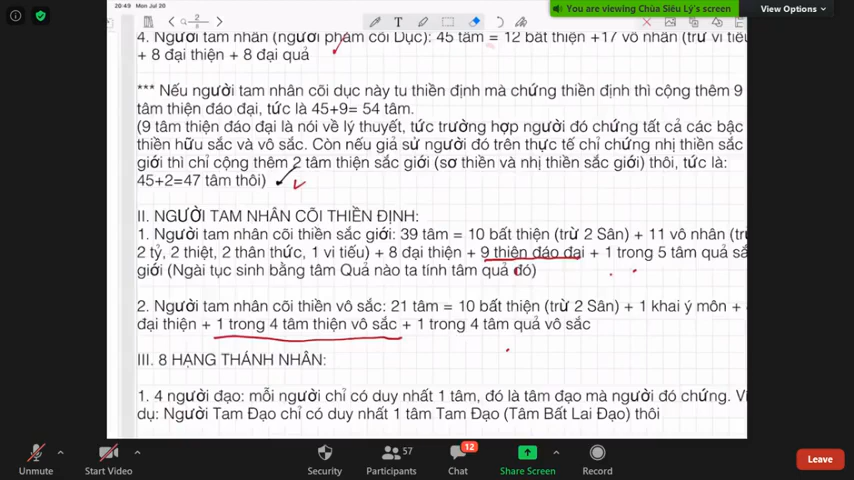 20:49 Mon Jul 20
You are viewing Chùa Siêu Lý's screen
View Options
2
8
T
4. Người tam nhân (người phàm cõi Dục): 45 tâm = 12 bất thiện +17 vô nhân (trừ vi tiếu
+ 8 đại thiện + 8 đại quả
*** Nếu người tam nhân cõi dục này tu thiền định mà chứng thiền định thì cộng thêm 9
tâm thiện đáo đại, tức là 45+9= 54 tâm.
(9 tâm thiện đáo đại là nói về lý thuyết, tức trường hợp người đó chứng tất cả các bậc
thiền hữu sắc và vô sắc. Còn nếu giả sử người đó trên thực tế chỉ chứng nhị thiền sắc
giới thì chỉ cộng thêm 2 tâm thiện sắc giới (sơ thiền và nhị thiền sắc giới) thôi, tức là:
45+2=47 tâm thôi)
II. NGƯỜI TAM NHÂN CÕI THIỀN ĐỊNH:
1. Người tam nhân cõi thiền sắc giới: 39 tâm = 10 bất thiện (trừ 2 Sân) + 11 vô nhân (trừ
2 tỷ, 2 thiệt, 2 thân thức, 1 vi tiếu) + 8 đại thiện + 9 thiện đáo đại + 1 trong 5 tâm quả sắ
giới (Ngài tục sinh bằng tâm Quả nào ta tính tâm quả đó)
2. Người tam nhân cõi thiền vô sắc: 21 tâm = 10 bất thiện (trừ 2 Sân) + 1 khai ý môn +
đại thiện + 1 trong 4 tâm thiện vô sắc + 1 trong 4 tâm quả vô sắc
III. 8 HẠNG THÁNH NHÂN:
1. 4 người đạo: mỗi người chỉ có duy nhất 1 tâm, đó là tâm đạo mà người đó chứng. Ví
dụ: Người Tam Đạo chỉ có duy nhất 1 tâm Tam Đạo (Tâm Bất Lai Đạo) thôi
57
12
Unmute
Start Video
Security
Participants
Chat
Share Screen
Record
Leave